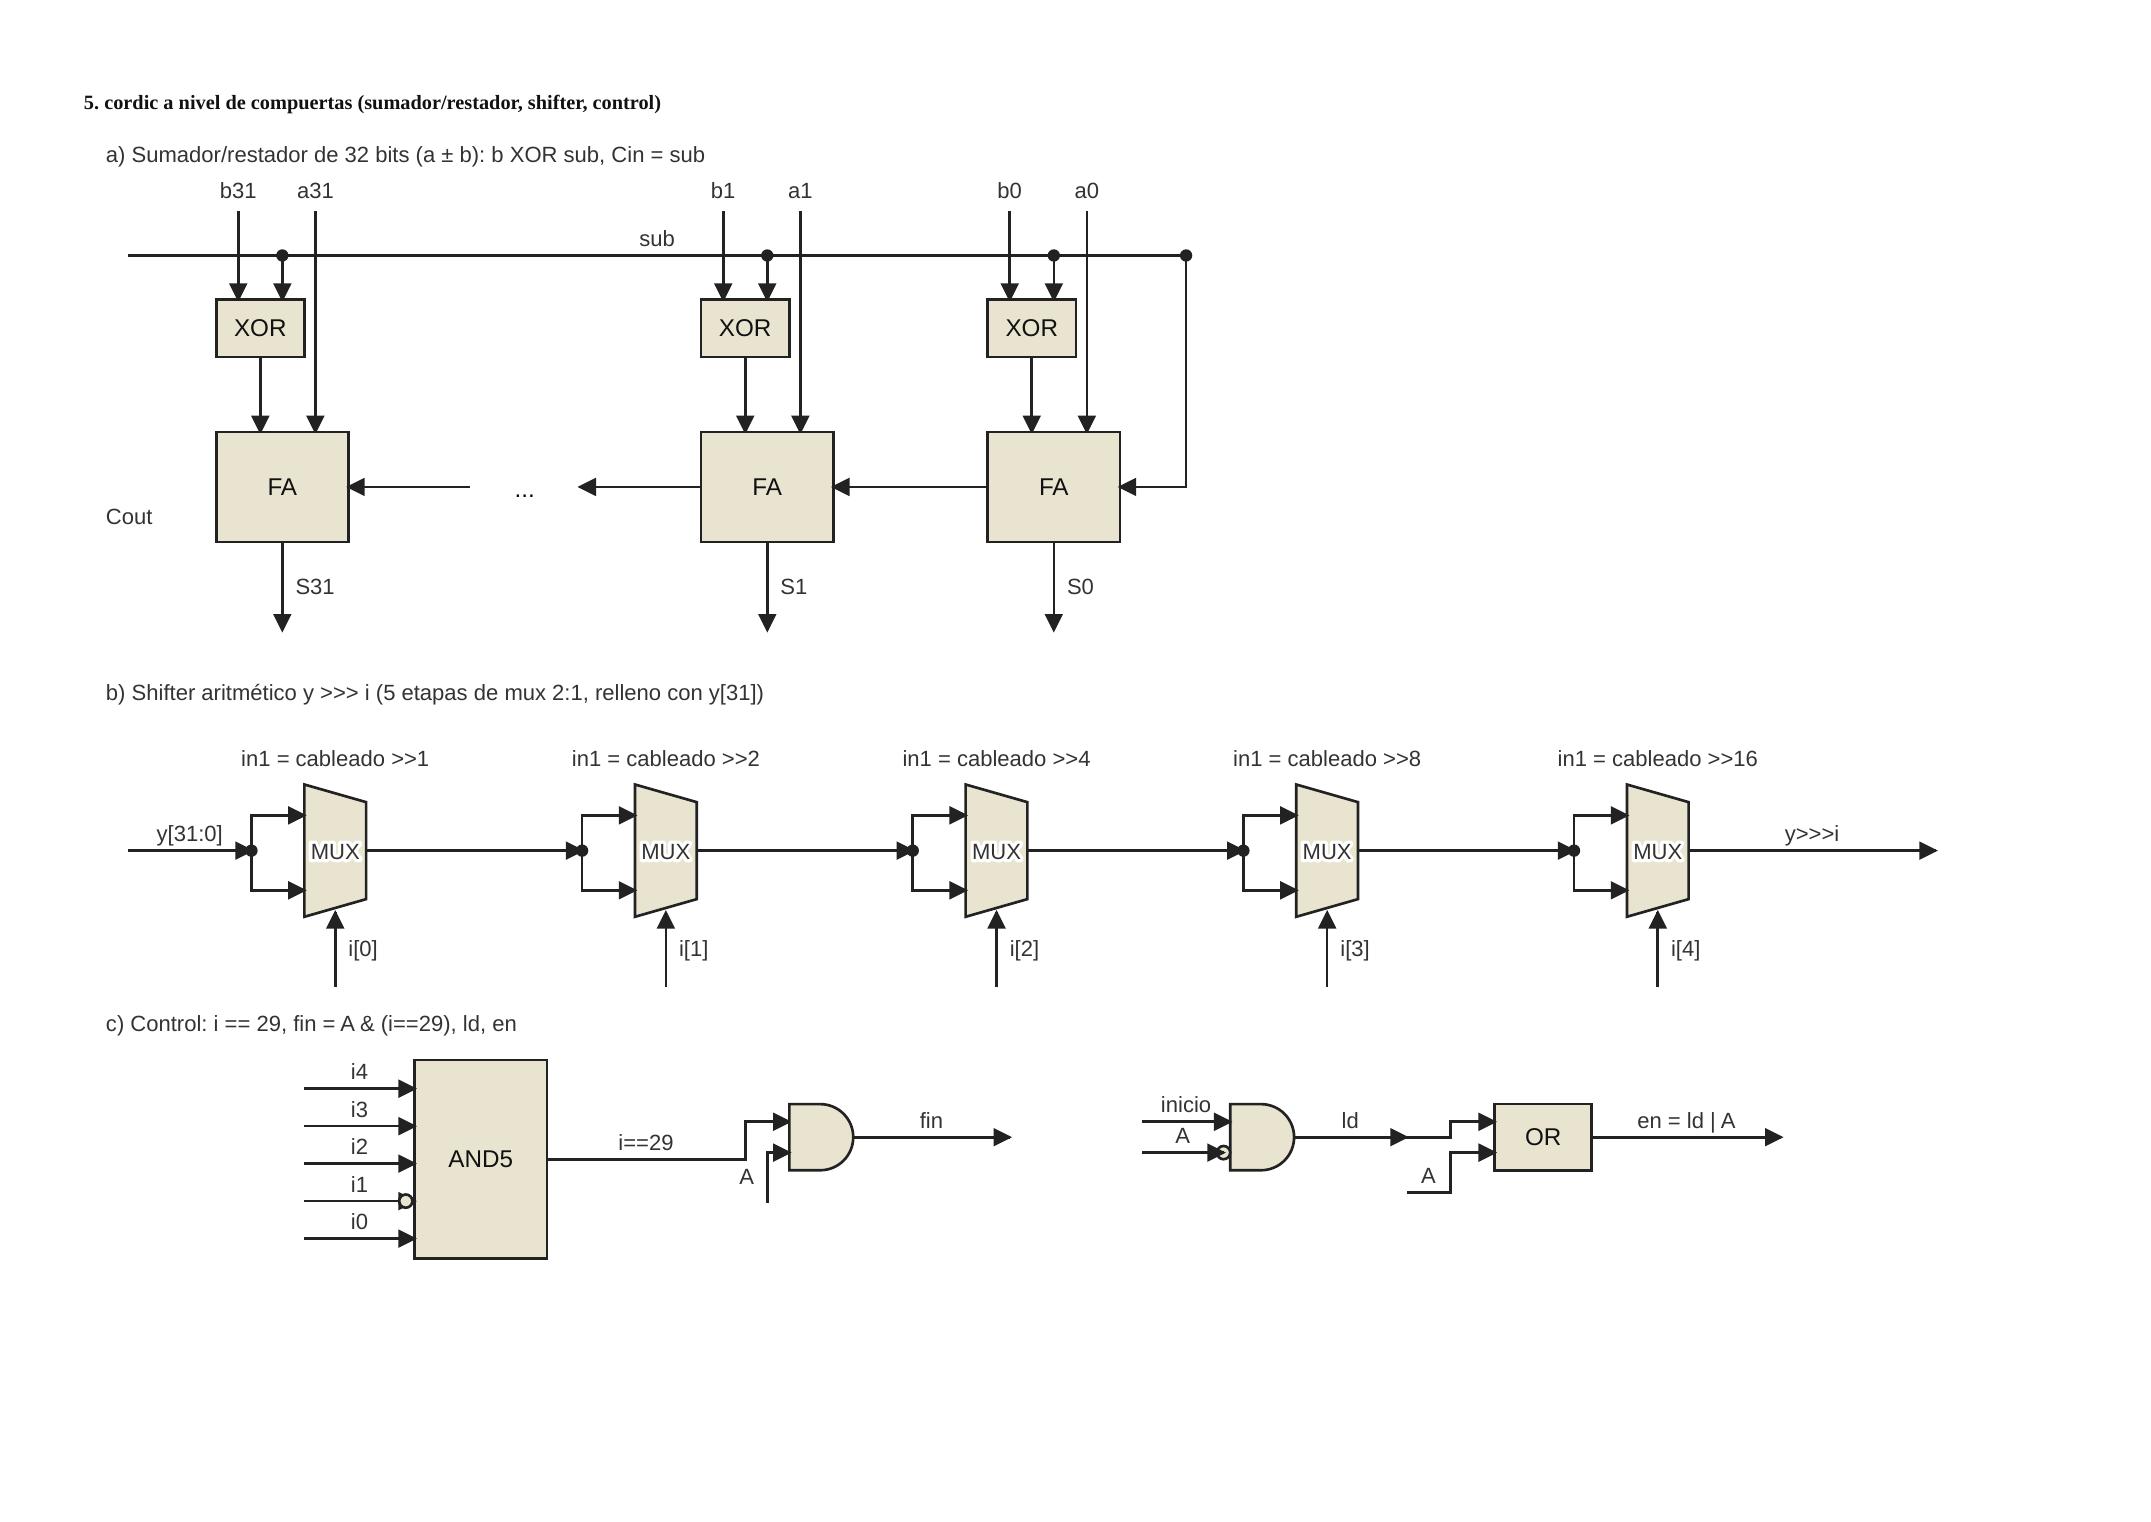 5. cordic a nivel de compuertas (sumador/restador, shifter, control)
a) Sumador/restador de 32 bits (a ± b): b XOR sub, Cin = sub
b31 a31 b1 a1 b0 a0
sub
XOR XOR XOR
FA ... FA FA
Cout
S31 S1 S0
b) Shifter aritmético y >>> i (5 etapas de mux 2:1, relleno con y[31])
in1 = cableado >>1 in1 = cableado >>2 in1 = cableado >>4 in1 = cableado >>8 in1 = cableado >>16
y[31:0] y>>>i
MUX MUX MUX MUX MUX
i[0] i[1] i[2] i[3] i[4]
c) Control: i == 29, fin = A & (i==29), ld, en
i4
i3
i2
i1
i0
AND5
i==29
A
fin
inicio
A
ld
A
OR
en = ld | A